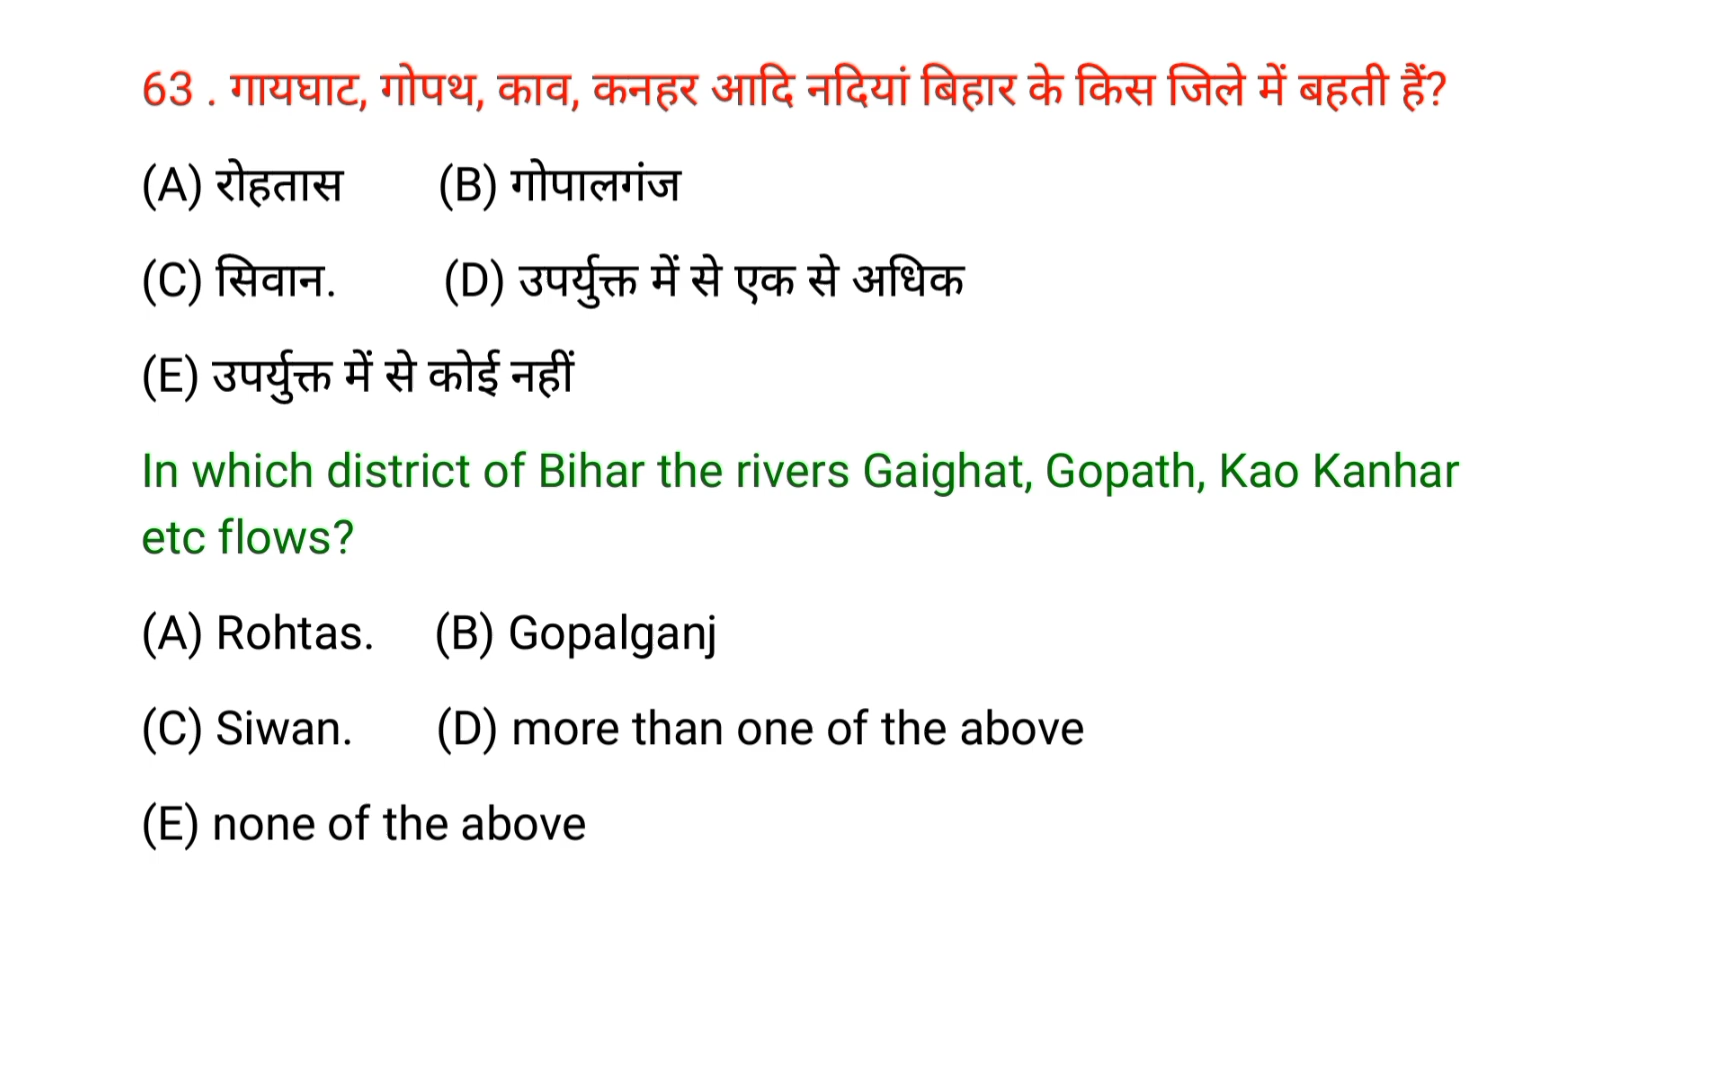 63 . गायघाट, गोपथ, काव, कनहर आदि नदियां बिहार के किस जिले में बहती हैं?
(A) रोहतास (B) गोपालगंज
(C) सिवान. (D) उपर्युक्त में से एक से अधिक
(E) उपर्युक्त में से कोई नहीं
In which district of Bihar the rivers Gaighat, Gopath, Kao Kanhar
etc flows?
(A) Rohtas. (B) Gopalganj
(C) Siwan. (D) more than one of the above
(E) none of the above